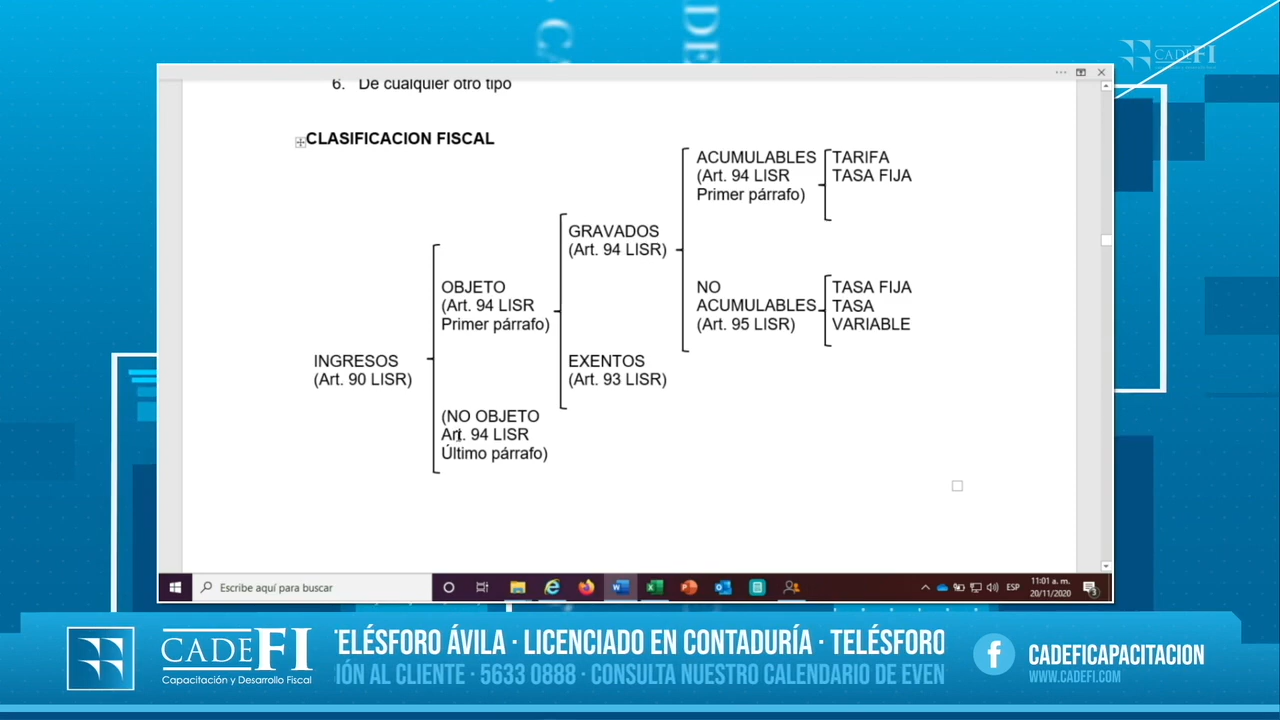 DE
CADEFI
6. De cualquier otro tipo
CLASIFICACION FISCAL
INGRESOS
(Art. 90 LISR)
OBJETO
(Art. 94 LISR
Primer párrafo)
(NO OBJETO
Art. 94 LISR
Último párrafo)
GRAVADOS
(Art. 94 LISR)
EXENTOS
(Art. 93 LISR)
ACUMULABLES
(Art. 94 LISR
Primer párrafo)
NO
ACUMULABLES
(Art. 95 LISR)
TARIFA
TASA FIJA
TASA FIJA
TASA
VARIABLE
Escribe aquí para buscar
ESP
11:01 a. m.
20/11/2020
3
CADEFI
Capacitación y Desarrollo Fiscal
TELÉSFORO ÁVILA · LICENCIADO EN CONTADURÍA · TELÉSFORO
IÓN AL CLIENTE · 5633 0888 · CONSULTA NUESTRO CALENDARIO DE EVEN
CADEFICAPACITACION
WWW.CADEFI.COM